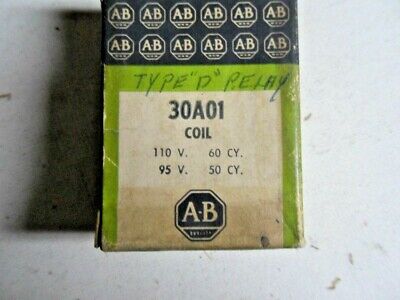 AB AB AB AB AB AB
AB AB AB AB AB AB
TYPE "D" RELAY
30A01
COIL
110 V. 60 CY.
95 V. 50 CY.
A-B
QUALITY